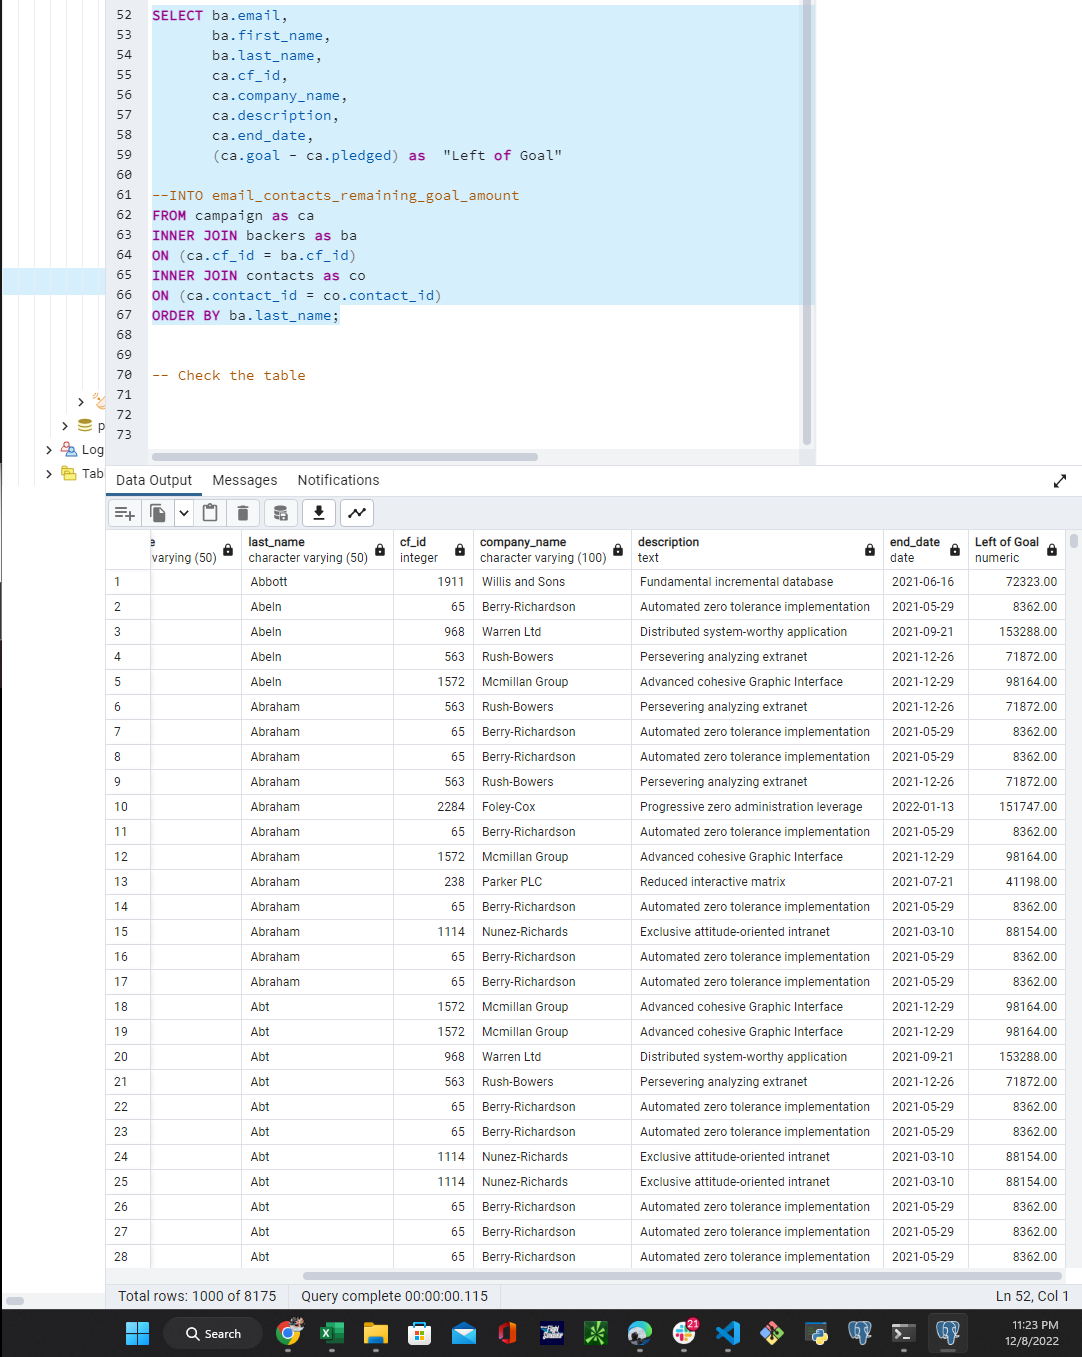 52 SELECT ba.email,
53 ba.first_name,
54 ba.last_name,
55 ca.cf_id,
56 ca.company_name,
57 ca.description,
58 ca.end_date,
59 (ca.goal - ca.pledged) as "Left of Goal"
60
61 --INTO email_contacts_remaining_goal_amount
62 FROM campaign as ca
63 INNER JOIN backers as ba
64 ON (ca.cf_id = ba.cf_id)
65 INNER JOIN contacts as co
66 ON (ca.contact_id = co.contact_id)
67 ORDER BY ba.last_name;
68
69
70 -- Check the table
71
72
73
p
Log
Tab
Data Output Messages Notifications
e last_name cf_id company_name description end_date Left of Goal
varying (50) character varying (50) integer character varying (100) text date numeric
1 Abbott 1911 Willis and Sons Fundamental incremental database 2021-06-16 72323.00
2 Abeln 65 Berry-Richardson Automated zero tolerance implementation 2021-05-29 8362.00
3 Abeln 968 Warren Ltd Distributed system-worthy application 2021-09-21 153288.00
4 Abeln 563 Rush-Bowers Persevering analyzing extranet 2021-12-26 71872.00
5 Abeln 1572 Mcmillan Group Advanced cohesive Graphic Interface 2021-12-29 98164.00
6 Abraham 563 Rush-Bowers Persevering analyzing extranet 2021-12-26 71872.00
7 Abraham 65 Berry-Richardson Automated zero tolerance implementation 2021-05-29 8362.00
8 Abraham 65 Berry-Richardson Automated zero tolerance implementation 2021-05-29 8362.00
9 Abraham 563 Rush-Bowers Persevering analyzing extranet 2021-12-26 71872.00
10 Abraham 2284 Foley-Cox Progressive zero administration leverage 2022-01-13 151747.00
11 Abraham 65 Berry-Richardson Automated zero tolerance implementation 2021-05-29 8362.00
12 Abraham 1572 Mcmillan Group Advanced cohesive Graphic Interface 2021-12-29 98164.00
13 Abraham 238 Parker PLC Reduced interactive matrix 2021-07-21 41198.00
14 Abraham 65 Berry-Richardson Automated zero tolerance implementation 2021-05-29 8362.00
15 Abraham 1114 Nunez-Richards Exclusive attitude-oriented intranet 2021-03-10 88154.00
16 Abraham 65 Berry-Richardson Automated zero tolerance implementation 2021-05-29 8362.00
17 Abraham 65 Berry-Richardson Automated zero tolerance implementation 2021-05-29 8362.00
18 Abt 1572 Mcmillan Group Advanced cohesive Graphic Interface 2021-12-29 98164.00
19 Abt 1572 Mcmillan Group Advanced cohesive Graphic Interface 2021-12-29 98164.00
20 Abt 968 Warren Ltd Distributed system-worthy application 2021-09-21 153288.00
21 Abt 563 Rush-Bowers Persevering analyzing extranet 2021-12-26 71872.00
22 Abt 65 Berry-Richardson Automated zero tolerance implementation 2021-05-29 8362.00
23 Abt 65 Berry-Richardson Automated zero tolerance implementation 2021-05-29 8362.00
24 Abt 1114 Nunez-Richards Exclusive attitude-oriented intranet 2021-03-10 88154.00
25 Abt 1114 Nunez-Richards Exclusive attitude-oriented intranet 2021-03-10 88154.00
26 Abt 65 Berry-Richardson Automated zero tolerance implementation 2021-05-29 8362.00
27 Abt 65 Berry-Richardson Automated zero tolerance implementation 2021-05-29 8362.00
28 Abt 65 Berry-Richardson Automated zero tolerance implementation 2021-05-29 8362.00
Total rows: 1000 of 8175 Query complete 00:00:00.115 Ln 52, Col 1
Search 21 11:23 PM
12/8/2022